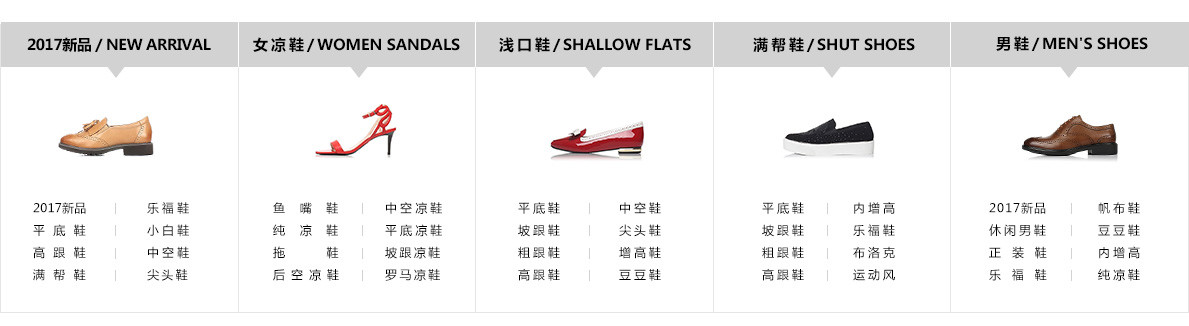 2017新品 / NEW ARRIVAL
2017新品 | 乐福鞋
平底鞋 | 小白鞋
高跟鞋 | 中空鞋
满帮鞋 | 尖头鞋
女凉鞋 / WOMEN SANDALS
鱼嘴鞋 | 中空凉鞋
纯凉鞋 | 平底凉鞋
拖鞋 | 坡跟凉鞋
后空凉鞋 | 罗马凉鞋
浅口鞋 / SHALLOW FLATS
平底鞋 | 中空鞋
坡跟鞋 | 尖头鞋
粗跟鞋 | 增高鞋
高跟鞋 | 豆豆鞋
满帮鞋 / SHUT SHOES
平底鞋 | 内增高
坡跟鞋 | 乐福鞋
粗跟鞋 | 布洛克
高跟鞋 | 运动风
男鞋 / MEN'S SHOES
2017新品 | 帆布鞋
休闲男鞋 | 豆豆鞋
正装鞋 | 内增高
乐福鞋 | 纯凉鞋